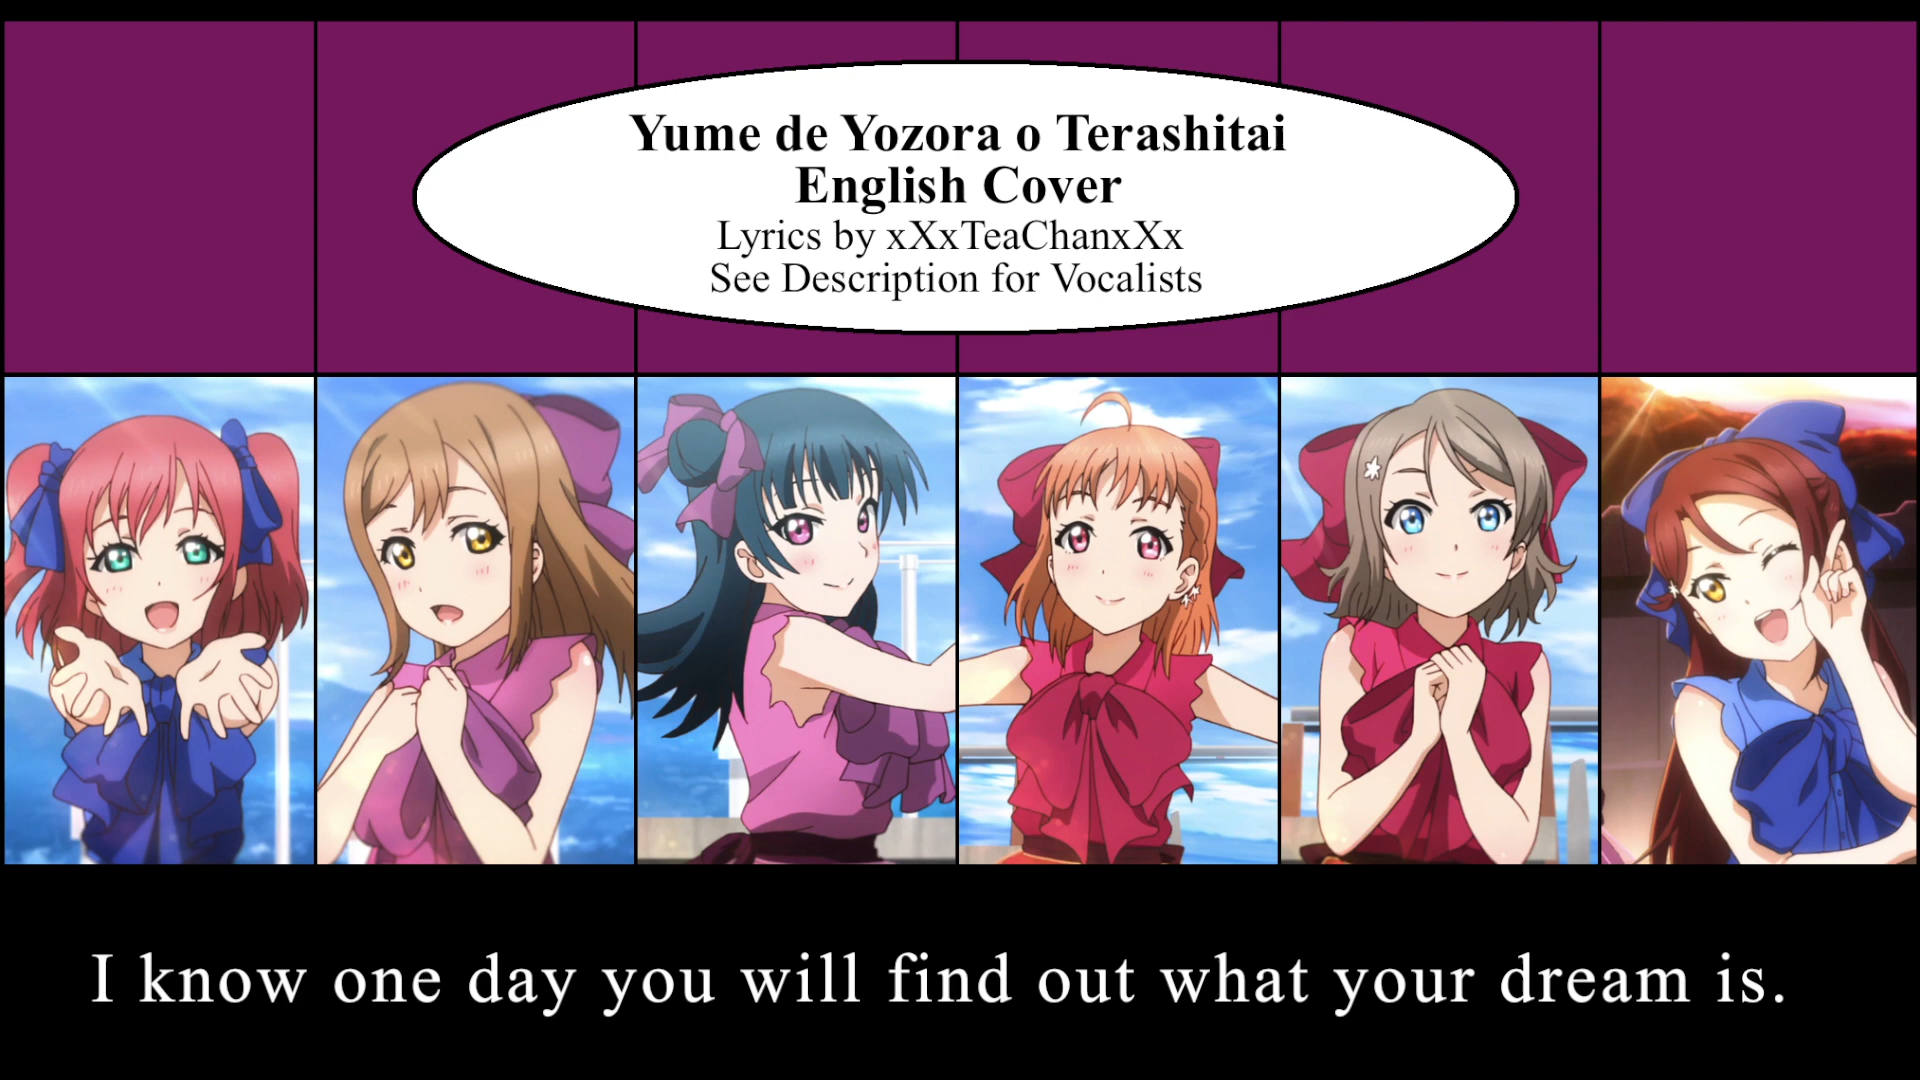 Yume de Yozora o Terashitai
English Cover
Lyrics by xXxTeaChanxXx
See Description for Vocalists
I know one day you will find out what your dream is.